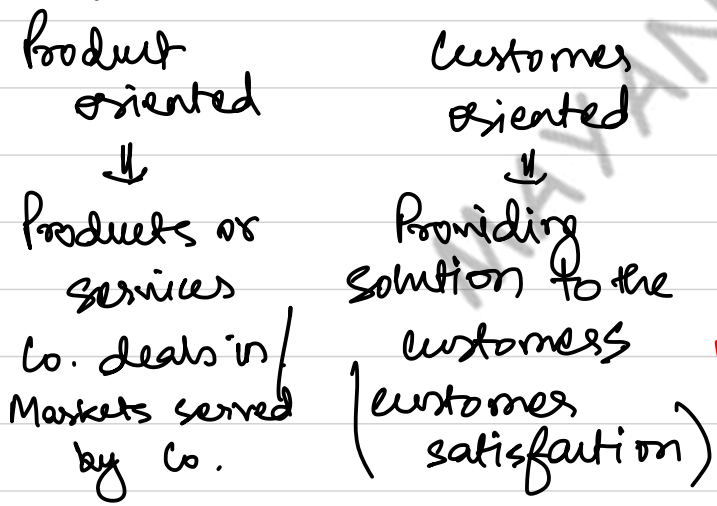 Product
oriented
⇓
Products or
services
Co. deals in /
Markets served
by Co.
Customer
oriented
⇓
Providing
solution to the
customers
(customer
satisfaction)
MAYAN